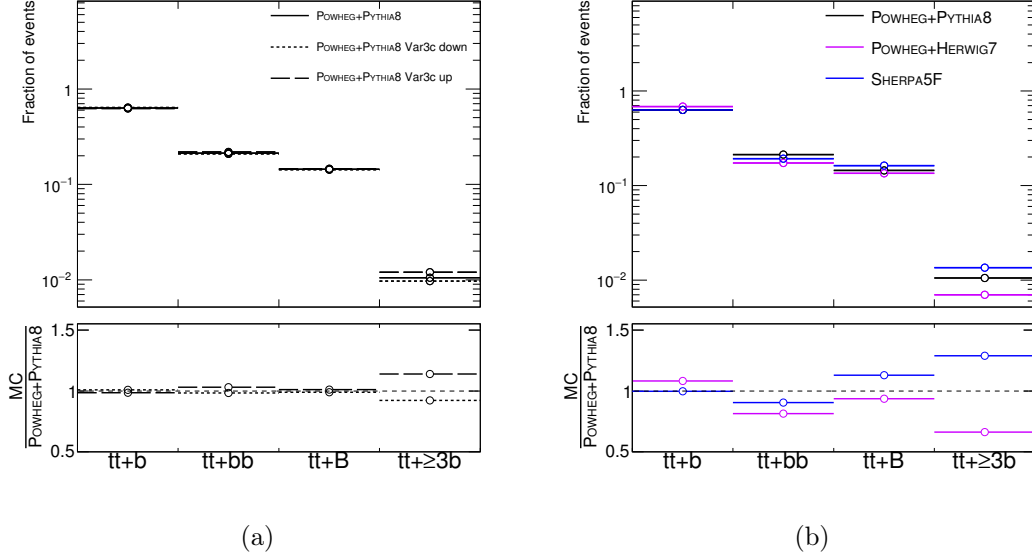 Fraction of events
1
10⁻¹
10⁻²
POWHEG+PYTHIA8
POWHEG+PYTHIA8 Var3c down
POWHEG+PYTHIA8 Var3c up
MC
POWHEG+PYTHIA8
1.5
1
0.5
tt+b tt+bb tt+B tt+≥3b
(a)
Fraction of events
1
10⁻¹
10⁻²
POWHEG+PYTHIA8
POWHEG+HERWIG7
SHERPA5F
MC
POWHEG+PYTHIA8
1.5
1
0.5
tt+b tt+bb tt+B tt+≥3b
(b)